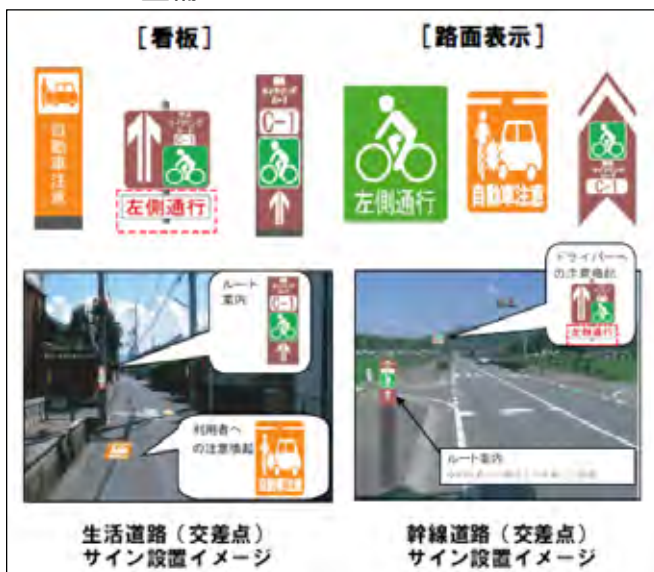 [看板]
[路面表示]
自動車注意
C-1
左側通行
C-1
左側通行
自動車注意
C-1
ルート
案内
C-1
利用者へ
の注意喚起
自動車注意
ドライバーへ
の注意喚起
左側通行
ルート案内
生活道路(交差点)
サイン設置イメージ
幹線道路(交差点)
サイン設置イメージ